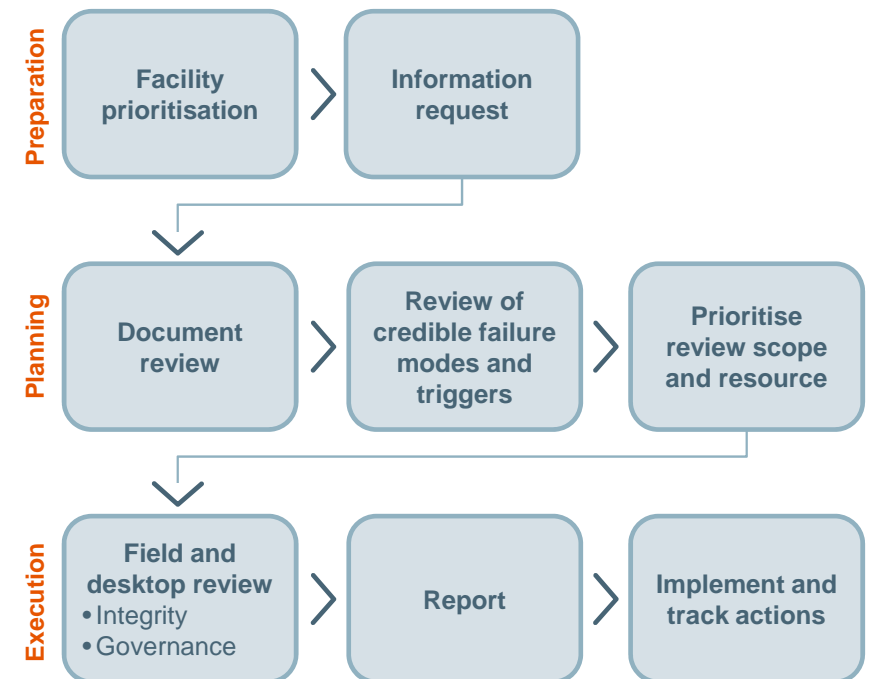 Preparation
Facility
prioritisation
Information
request
Planning
Document
review
Review of
credible failure
modes and
triggers
Prioritise
review scope
and resource
Execution
Field and
desktop review
• Integrity
• Governance
Report
Implement and
track actions